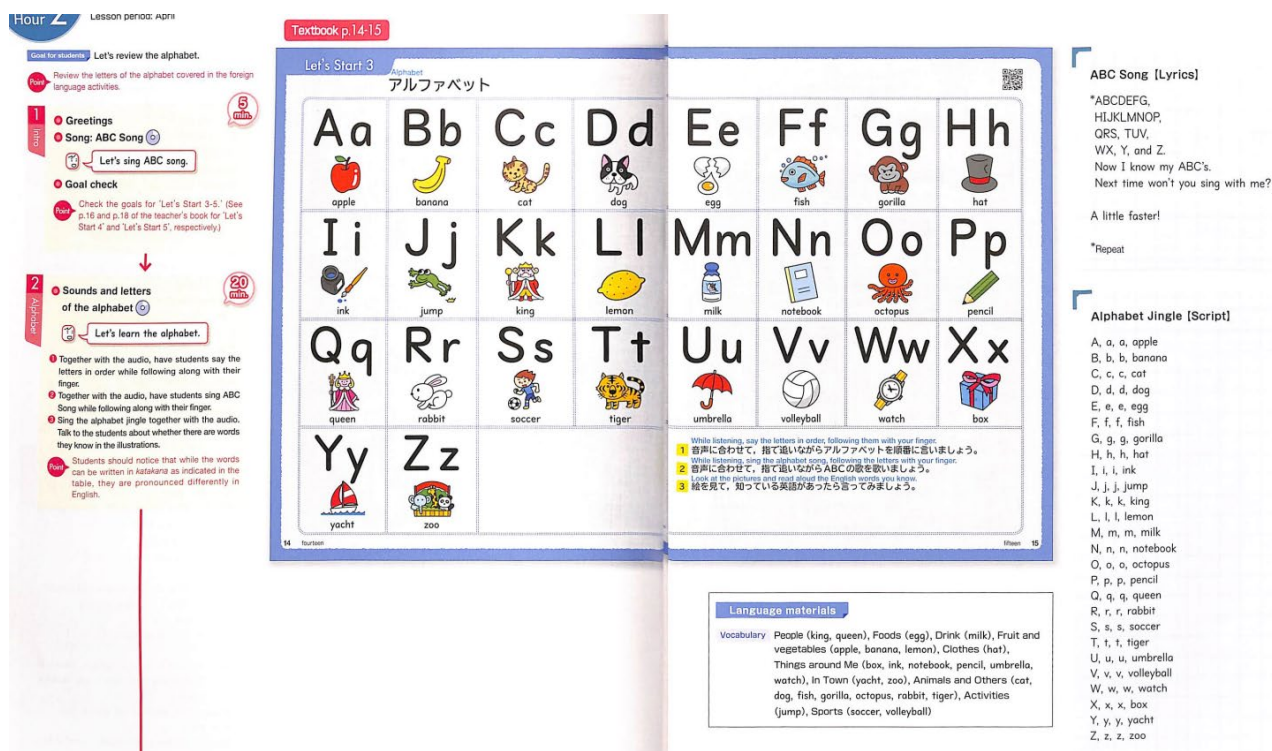 Hour 2
Lesson period: April
Goal for students Let's review the alphabet.
Point Review the letters of the alphabet covered in the foreign
language activities.
1 Intro
5 min.
Greetings
Song: ABC Song
Let's sing ABC song.
Goal check
Point Check the goals for 'Let's Start 3-5.' (See
p.16 and p.18 of the teacher's book for 'Let's
Start 4' and 'Let's Start 5', respectively.)
2 Alphabet
20 min.
Sounds and letters
of the alphabet
Let's learn the alphabet.
❶ Together with the audio, have students say the
letters in order while following along with their
finger.
❷ Together with the audio, have students sing ABC
Song while following along with their finger.
❸ Sing the alphabet jingle together with the audio.
Talk to the students about whether there are words
they know in the illustrations.
Point Students should notice that while the words
can be written in katakana as indicated in the
table, they are pronounced differently in
English.
Textbook p.14-15
Let's Start 3
Alphabet
アルファベット
Aa Bb Cc Dd Ee Ff Gg Hh
apple banana cat dog egg fish gorilla hat
Ii Jj Kk Ll Mm Nn Oo Pp
ink jump king lemon milk notebook octopus pencil
Qq Rr Ss Tt Uu Vv Ww Xx
queen rabbit soccer tiger umbrella volleyball watch box
Yy Zz
yacht zoo
While listening, say the letters in order, following them with your finger.
1 音声に合わせて，指で追いながらアルファベットを順番に言いましょう。
While listening, sing the alphabet song, following the letters with your finger.
2 音声に合わせて，指で追いながらABCの歌を歌いましょう。
Look at the pictures and read aloud the English words you know.
3 絵を見て，知っている英語があったら言ってみましょう。
14 fourteen
fifteen 15
Language materials
Vocabulary People (king, queen), Foods (egg), Drink (milk), Fruit and
vegetables (apple, banana, lemon), Clothes (hat),
Things around Me (box, ink, notebook, pencil, umbrella,
watch), In Town (yacht, zoo), Animals and Others (cat,
dog, fish, gorilla, octopus, rabbit, tiger), Activities
(jump), Sports (soccer, volleyball)
ABC Song [Lyrics]
*ABCDEFG,
HIJKLMNOP,
QRS, TUV,
WX, Y, and Z.
Now I know my ABC's.
Next time won't you sing with me?
A little faster!
*Repeat
Alphabet Jingle [Script]
A, a, a, apple
B, b, b, banana
C, c, c, cat
D, d, d, dog
E, e, e, egg
F, f, f, fish
G, g, g, gorilla
H, h, h, hat
I, i, i, ink
J, j, j, jump
K, k, k, king
L, l, l, lemon
M, m, m, milk
N, n, n, notebook
O, o, o, octopus
P, p, p, pencil
Q, q, q, queen
R, r, r, rabbit
S, s, s, soccer
T, t, t, tiger
U, u, u, umbrella
V, v, v, volleyball
W, w, w, watch
X, x, x, box
Y, y, y, yacht
Z, z, z, zoo